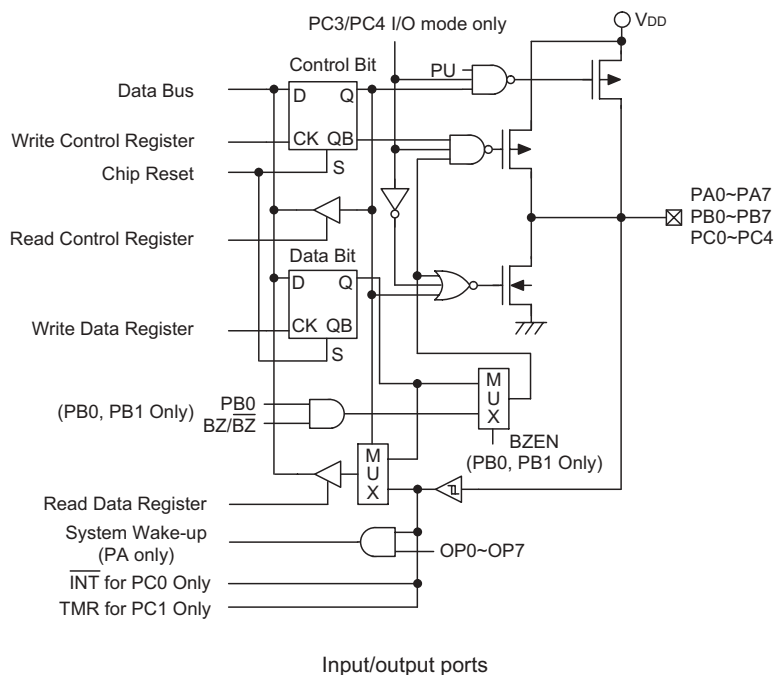 PC3/PC4 I/O mode only
VDD
Control Bit
PU
Data Bus
D Q
Write Control Register
CK QB
Chip Reset
S
PA0~PA7
PB0~PB7
PC0~PC4
Read Control Register
Data Bit
D Q
Write Data Register
CK QB
S
M
U
X
(PB0, PB1 Only)
PB0
BZ/B̅Z̅
BZEN
(PB0, PB1 Only)
M
U
X
Read Data Register
System Wake-up
(PA only)
OP0~OP7
I̅N̅T̅ for PC0 Only
TMR for PC1 Only
Input/output ports